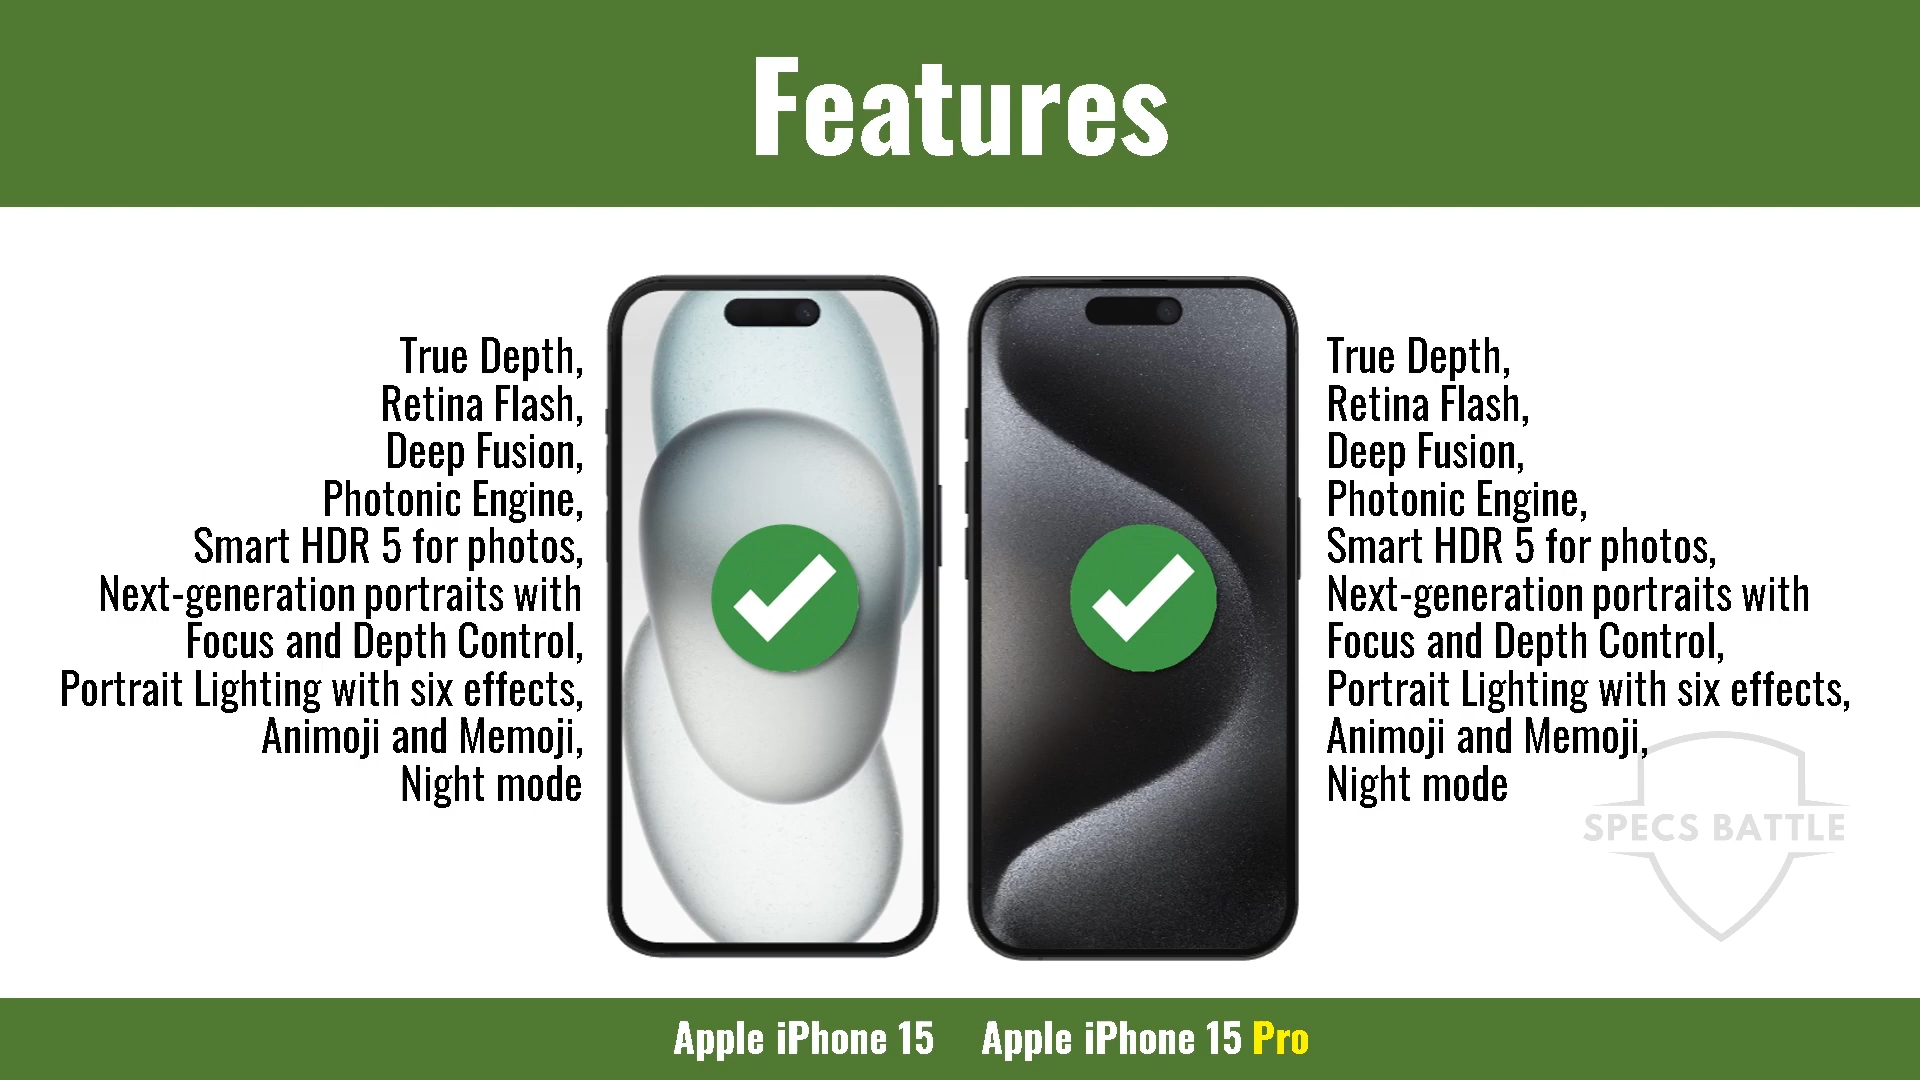 Features
True Depth,
Retina Flash,
Deep Fusion,
Photonic Engine,
Smart HDR 5 for photos,
Next-generation portraits with
Focus and Depth Control,
Portrait Lighting with six effects,
Animoji and Memoji,
Night mode
True Depth,
Retina Flash,
Deep Fusion,
Photonic Engine,
Smart HDR 5 for photos,
Next-generation portraits with
Focus and Depth Control,
Portrait Lighting with six effects,
Animoji and Memoji,
Night mode
SPECS BATTLE
Apple iPhone 15
Apple iPhone 15 Pro